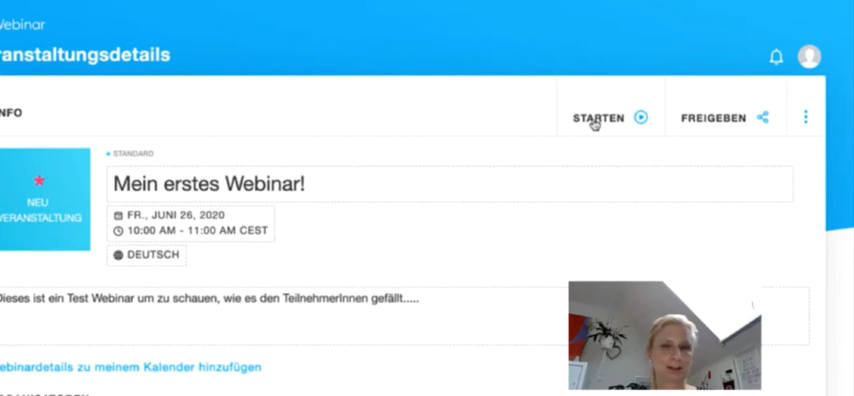 Webinar
ranstaltungsdetails
NFO
STARTEN
FREIGEBEN
STANDARD
Mein erstes Webinar!
NEU
VERANSTALTUNG
FR., JUNI 26, 2020
10:00 AM - 11:00 AM CEST
DEUTSCH
Dieses ist ein Test Webinar um zu schauen, wie es den TeilnehmerInnen gefällt.....
ebinardetails zu meinem Kalender hinzufügen